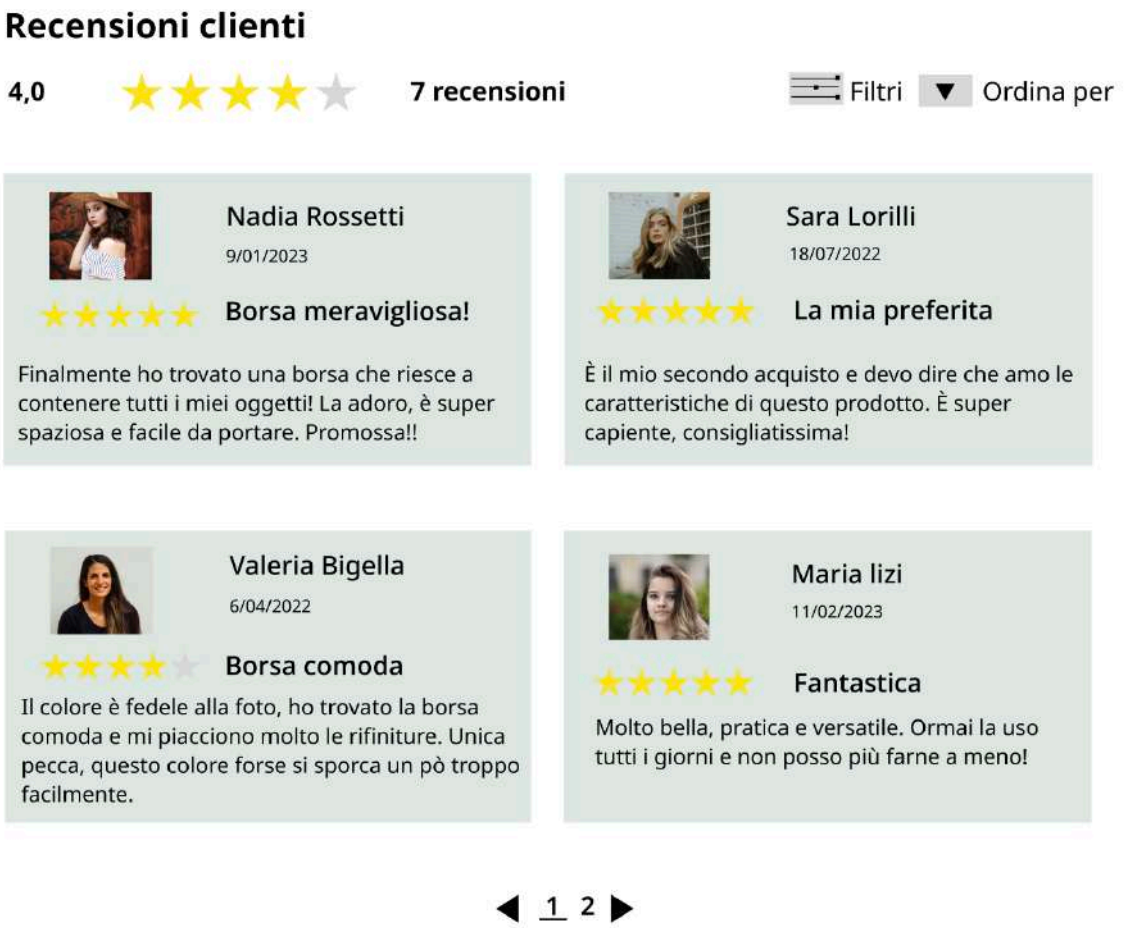 Recensioni clienti
4,0 7 recensioni Filtri Ordina per
Nadia Rossetti
9/01/2023
Borsa meravigliosa!
Finalmente ho trovato una borsa che riesce a
contenere tutti i miei oggetti! La adoro, è super
spaziosa e facile da portare. Promossa!!
Sara Lorilli
18/07/2022
La mia preferita
È il mio secondo acquisto e devo dire che amo le
caratteristiche di questo prodotto. È super
capiente, consigliatissima!
Valeria Bigella
6/04/2022
Borsa comoda
Il colore è fedele alla foto, ho trovato la borsa
comoda e mi piacciono molto le rifiniture. Unica
pecca, questo colore forse si sporca un pò troppo
facilmente.
Maria lizi
11/02/2023
Fantastica
Molto bella, pratica e versatile. Ormai la uso
tutti i giorni e non posso più farne a meno!
1 2